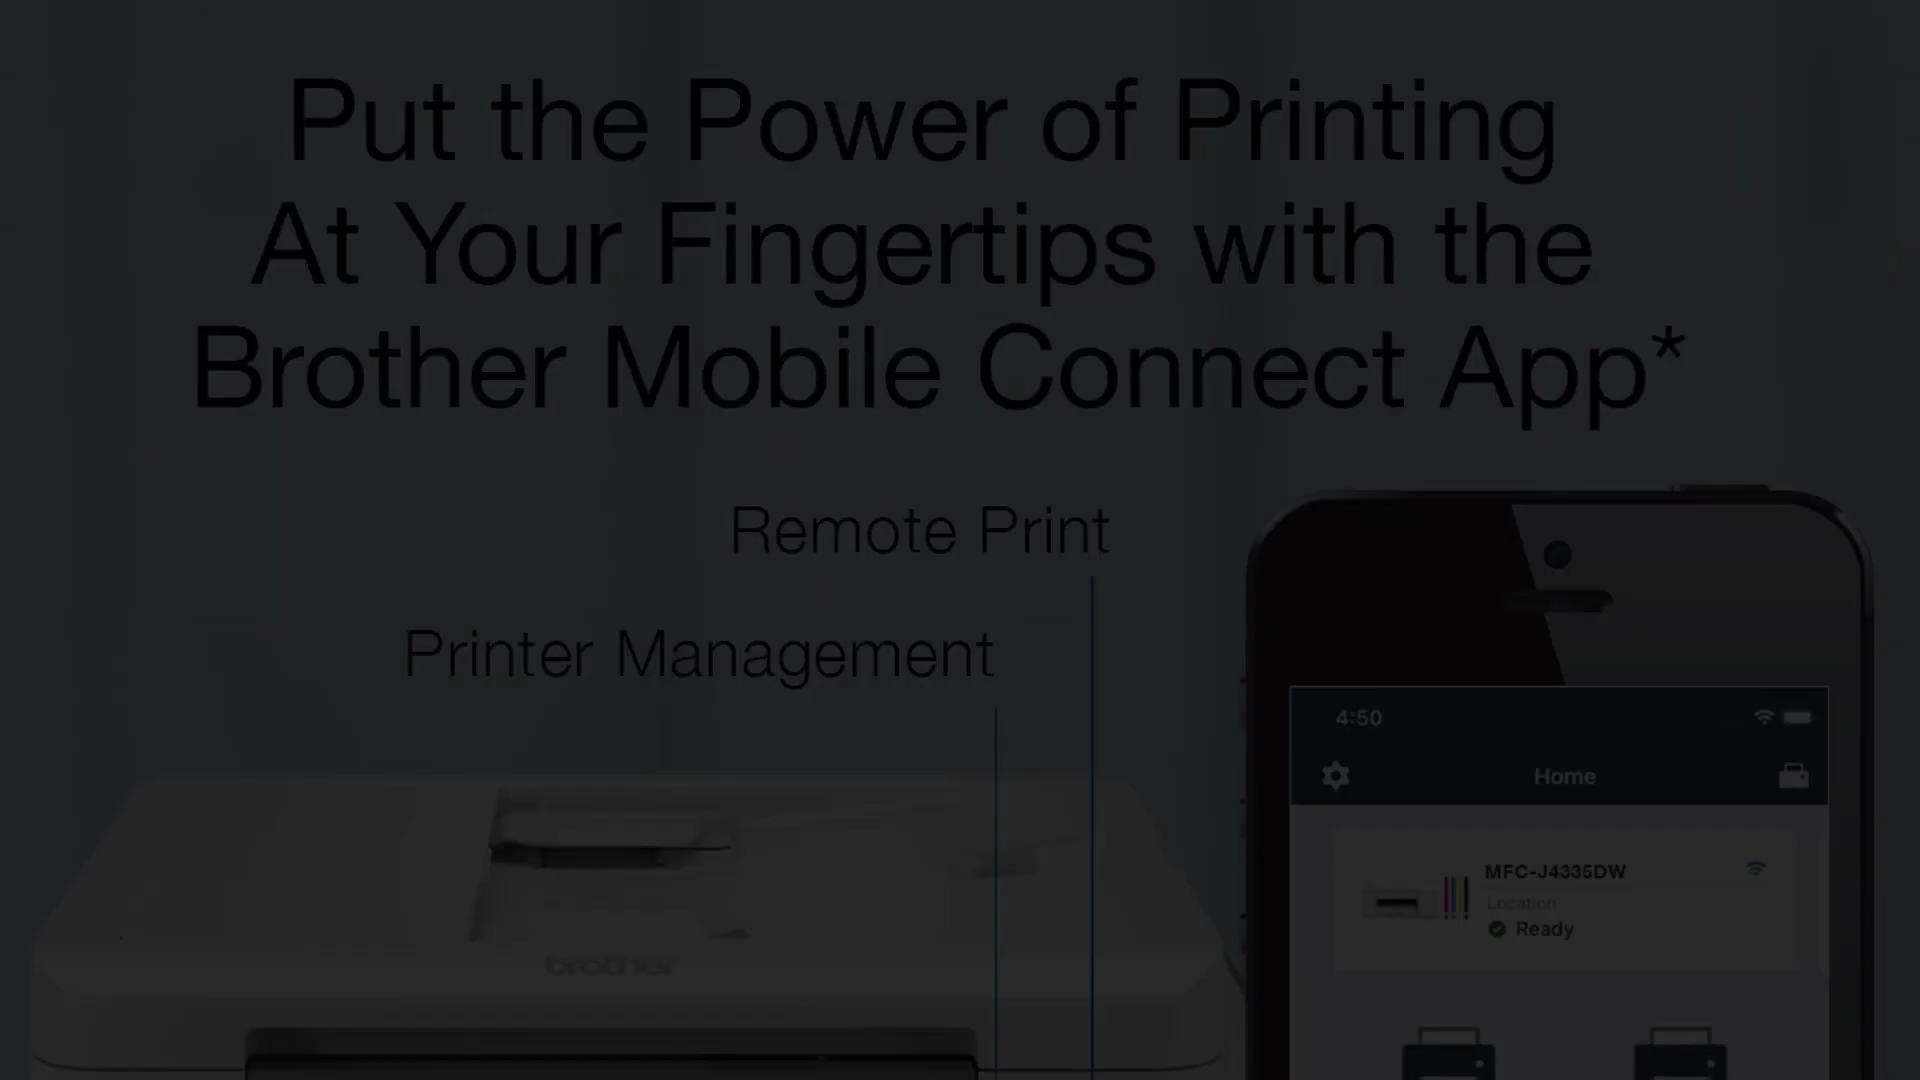 Put the Power of Printing
At Your Fingertips with the
Brother Mobile Connect App*
Remote Print
Printer Management
4:50
Home
MFC-J4335DW
Location
Ready
brother